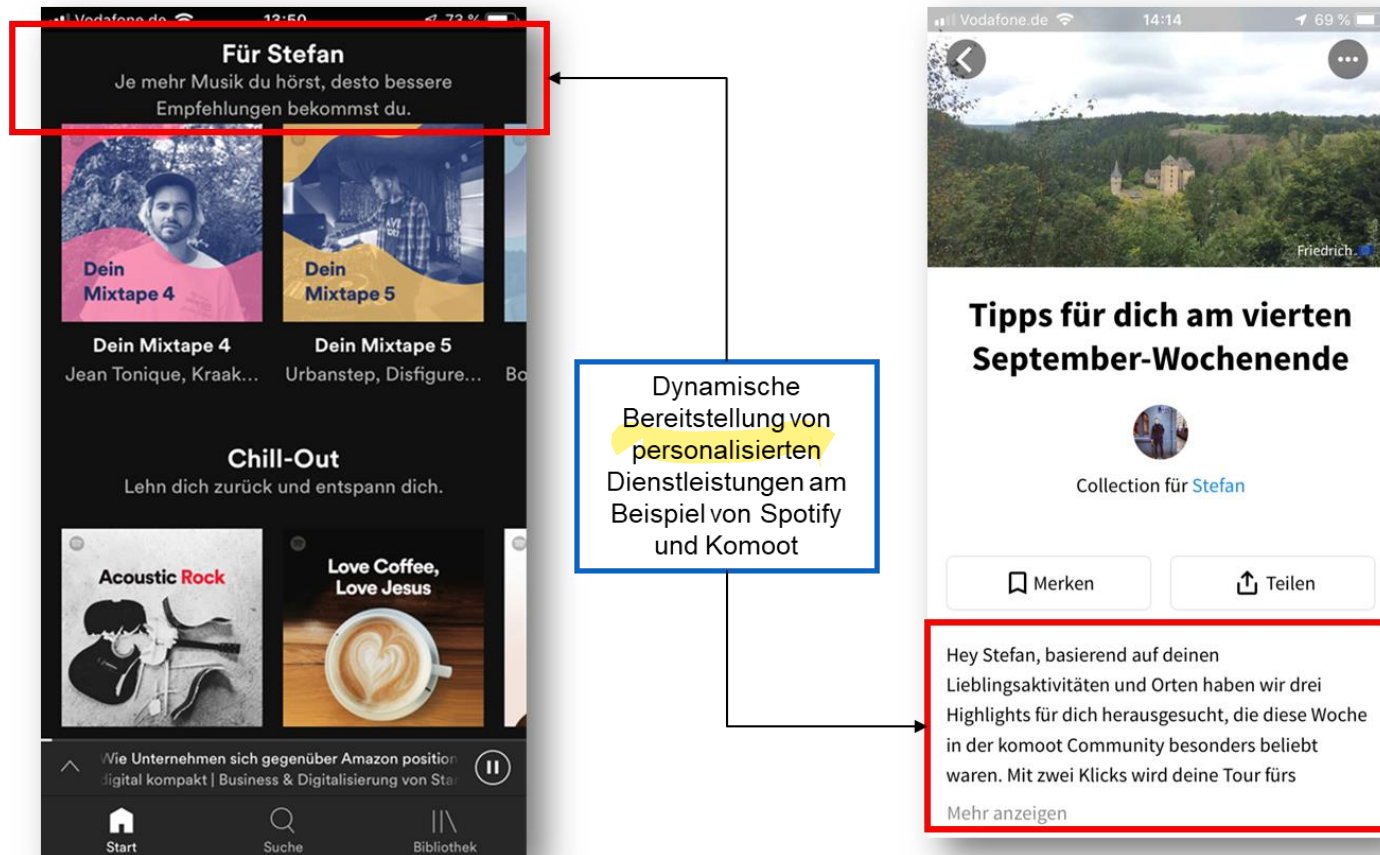 Vodafone.de 13:50 73 %
Für Stefan
Je mehr Musik du hörst, desto bessere
Empfehlungen bekommst du.
Dein
Mixtape 4
Dein
Mixtape 5
Dein Mixtape 4
Dein Mixtape 5
Jean Tonique, Kraak...
Urbanstep, Disfigure...
Bo
Chill-Out
Lehn dich zurück und entspann dich.
Acoustic Rock
Love Coffee,
Love Jesus
Wie Unternehmen sich gegenüber Amazon position
digital kompakt | Business & Digitalisierung von Sta
Start
Suche
Bibliothek
Dynamische
Bereitstellung von
personalisierten
Dienstleistungen am
Beispiel von Spotify
und Komoot
Vodafone.de 14:14 69 %
Friedrich
Tipps für dich am vierten
September-Wochenende
Collection für Stefan
Merken
Teilen
Hey Stefan, basierend auf deinen
Lieblingsaktivitäten und Orten haben wir drei
Highlights für dich herausgesucht, die diese Woche
in der komoot Community besonders beliebt
waren. Mit zwei Klicks wird deine Tour fürs
Mehr anzeigen